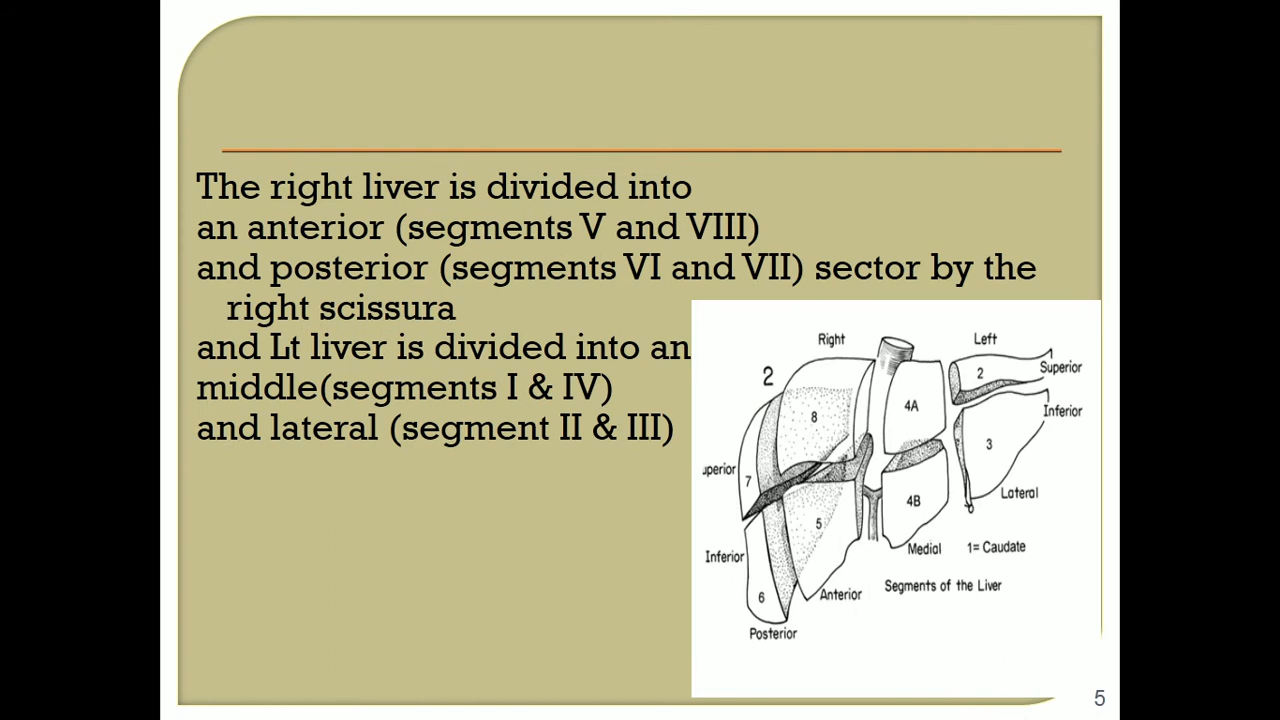 The right liver is divided into
an anterior (segments V and VIII)
and posterior (segments VI and VII) sector by the
right scissura
and Lt liver is divided into an
middle(segments I & IV)
and lateral (segment II & III)
Right
Left
2
2
Superior
8
4A
Inferior
3
uperior
7
Lateral
4B
5
Inferior
Medial
1= Caudate
Segments of the Liver
6
Anterior
Posterior
5